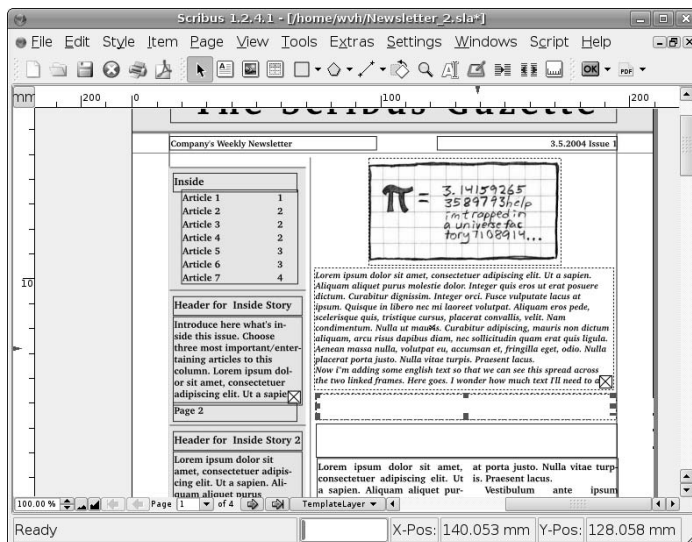 Scribus 1.2.4.1 - [/home/wvh/Newsletter_2.sla*]
File Edit Style Item Page View Tools Extras Settings Windows Script Help
OK PDF
mm 200 0 100 200
10
The Scribus Gazette
Company's Weekly Newsletter 3.5.2004 Issue 1
Inside
Article 1 1
Article 2 2
Article 3 2
Article 4 2
Article 5 3
Article 6 3
Article 7 4
Header for Inside Story
Introduce here what's in-
side this issue. Choose
three most important/enter-
taining articles to this
column. Lorem ipsum dol-
or sit amet, consectetuer
adipiscing elit. Ut a sapie
Page 2
Header for Inside Story 2
Lorem ipsum dolor sit
amet, consectetuer adipis-
cing elit. Ut a sapien. Ali-
quam aliquet purus
π = 3.14159265
3589793help
im trapped in
a universe fac
tory7108914...
Lorem ipsum dolor sit amet, consectetuer adipiscing elit. Ut a sapien.
Aliquam aliquet purus molestie dolor. Integer quis eros ut erat posuere
dictum. Curabitur dignissim. Integer orci. Fusce vulputate lacus at
ipsum. Quisque in libero nec mi laoreet volutpat. Aliquam eros pede,
scelerisque quis, tristique cursus, placerat convallis, velit. Nam
condimentum. Nulla ut mauris. Curabitur adipiscing, mauris non dictum
aliquam, arcu risus dapibus diam, nec sollicitudin quam erat quis ligula.
Aenean massa nulla, volutpat eu, accumsan et, fringilla eget, odio. Nulla
placerat porta justo. Nulla vitae turpis. Praesent lacus.
Now i'm adding some english text so that we can see this spread across
the two linked frames. Here goes. I wonder how much text I'll need to a
Lorem ipsum dolor sit amet,
consectetuer adipiscing elit. Ut
a sapien. Aliquam aliquet pur-
at porta justo. Nulla vitae turp-
is. Praesent lacus.
Vestibulum ante ipsum
100.00 % Page 1 of 4 TemplateLayer
Ready X-Pos: 140.053 mm Y-Pos: 128.058 mm